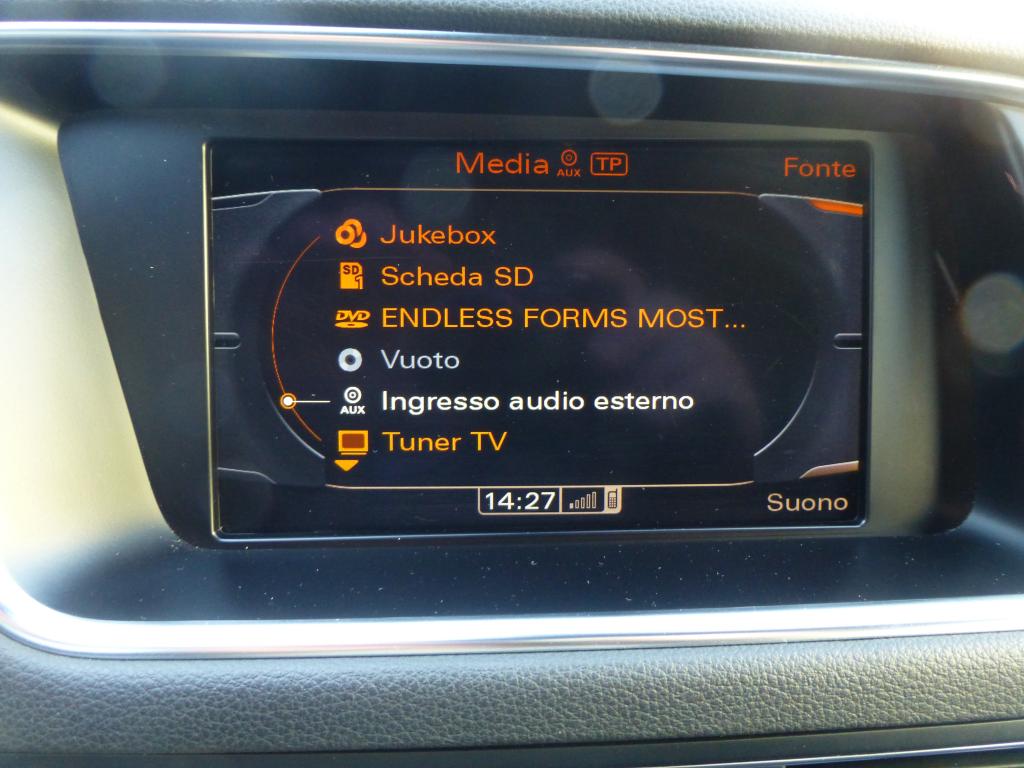 Media AUX TP Fonte
Jukebox
SD 1 Scheda SD
DVD ENDLESS FORMS MOST...
Vuoto
AUX Ingresso audio esterno
Tuner TV
14:27 Suono